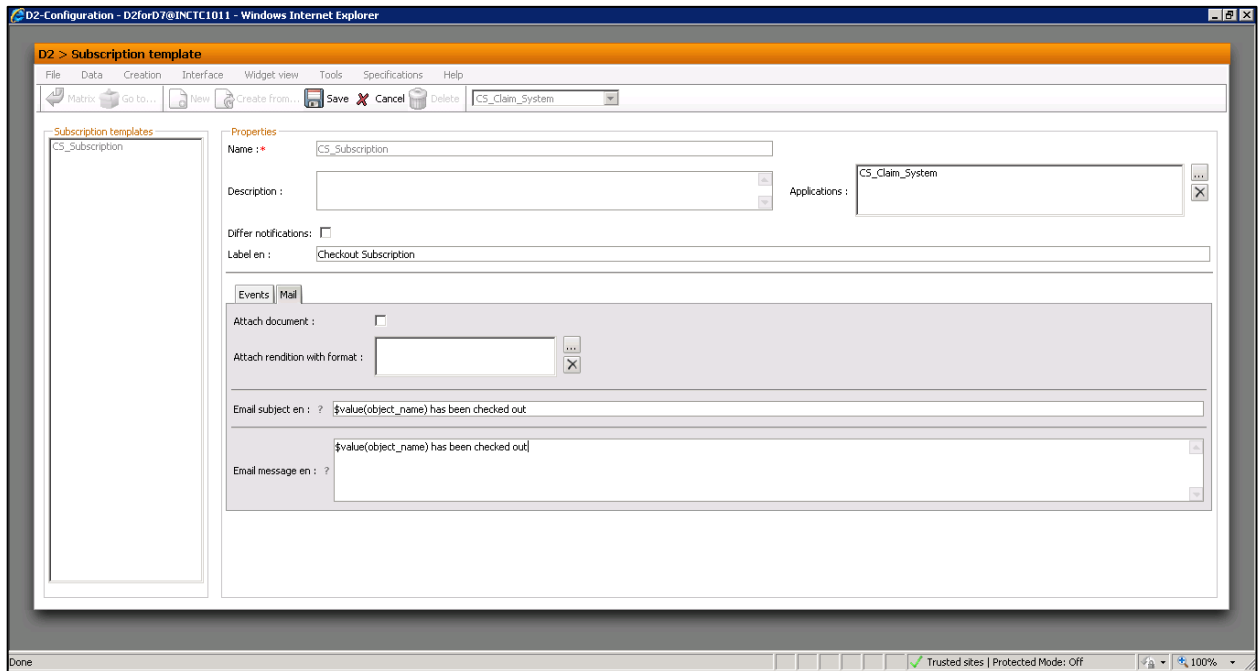 D2-Configuration - D2forD7@INCTC1011 - Windows Internet Explorer
D2 > Subscription template
File Data Creation Interface Widget view Tools Specifications Help
Matrix Go to... New Create from... Save Cancel Delete CS_Claim_System
Subscription templates
CS_Subscription
Properties
Name :* CS_Subscription
Description :
Applications : CS_Claim_System ...
Differ notifications:
Label en : Checkout Subscription
Events Mail
Attach document :
Attach rendition with format : ...
Email subject en : ? $value(object_name) has been checked out
Email message en : ? $value(object_name) has been checked out
Done Trusted sites | Protected Mode: Off 100%